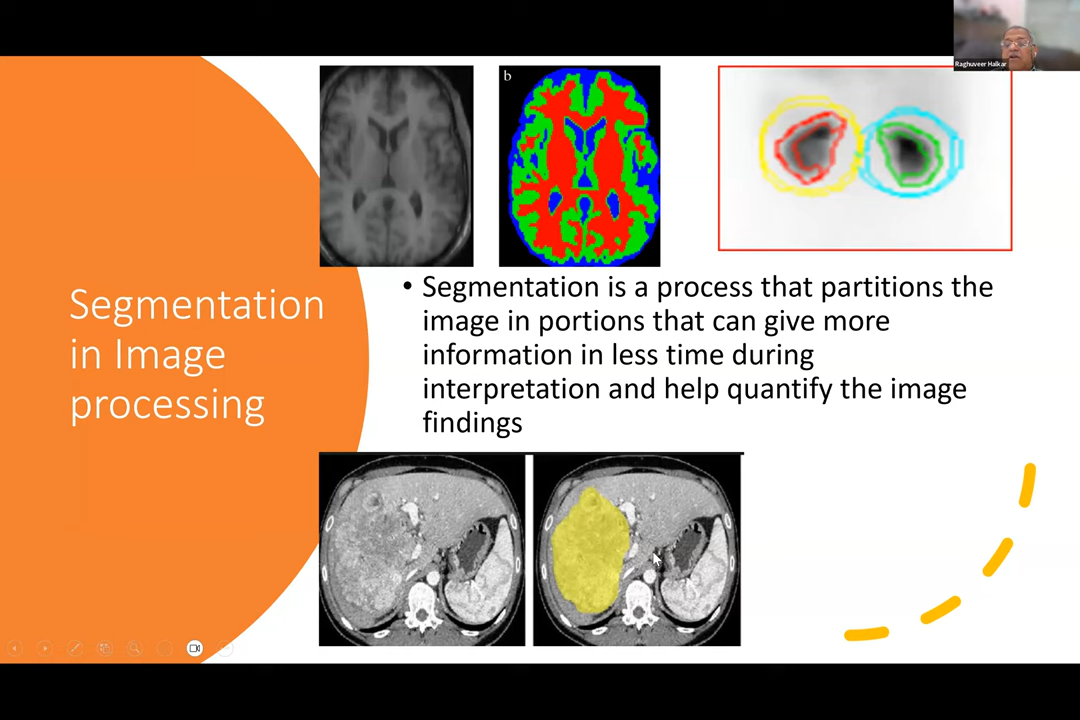 Raghuveer Halkar
b
Segmentation
in Image
processing
• Segmentation is a process that partitions the
image in portions that can give more
information in less time during
interpretation and help quantify the image
findings